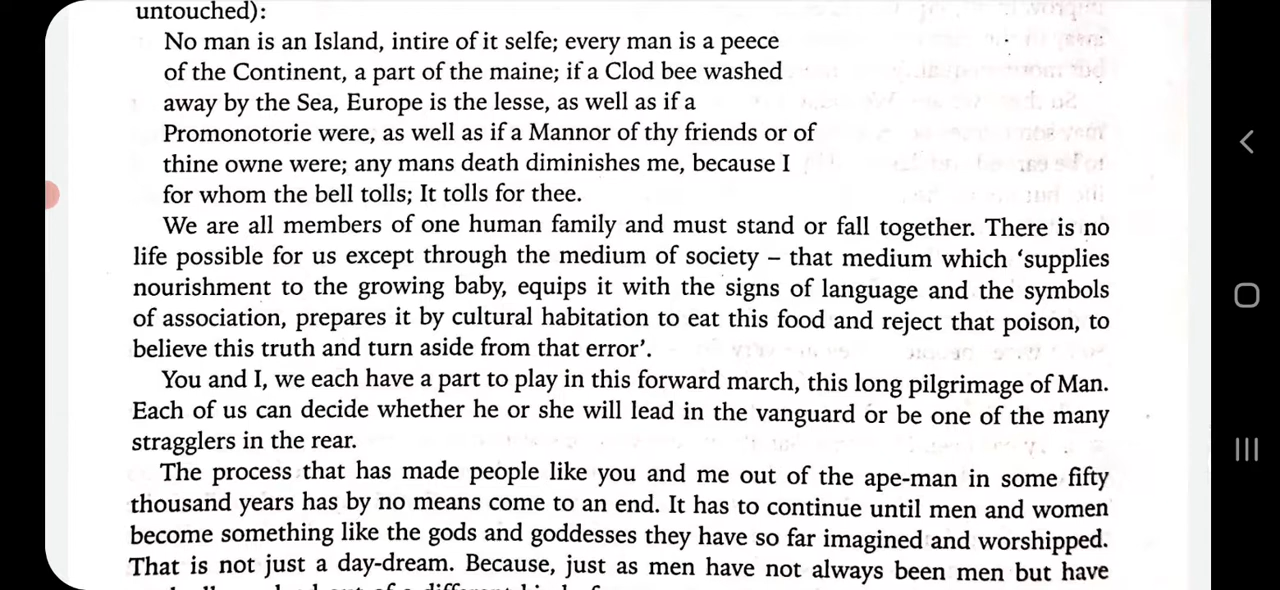 untouched):
No man is an Island, intire of it selfe; every man is a peece
of the Continent, a part of the maine; if a Clod bee washed
away by the Sea, Europe is the lesse, as well as if a
Promonotorie were, as well as if a Mannor of thy friends or of
thine owne were; any mans death diminishes me, because I
for whom the bell tolls; It tolls for thee.
We are all members of one human family and must stand or fall together. There is no
life possible for us except through the medium of society – that medium which ‘supplies
nourishment to the growing baby, equips it with the signs of language and the symbols
of association, prepares it by cultural habitation to eat this food and reject that poison, to
believe this truth and turn aside from that error’.
You and I, we each have a part to play in this forward march, this long pilgrimage of Man.
Each of us can decide whether he or she will lead in the vanguard or be one of the many
stragglers in the rear.
The process that has made people like you and me out of the ape-man in some fifty
thousand years has by no means come to an end. It has to continue until men and women
become something like the gods and goddesses they have so far imagined and worshipped.
That is not just a day-dream. Because, just as men have not always been men but have